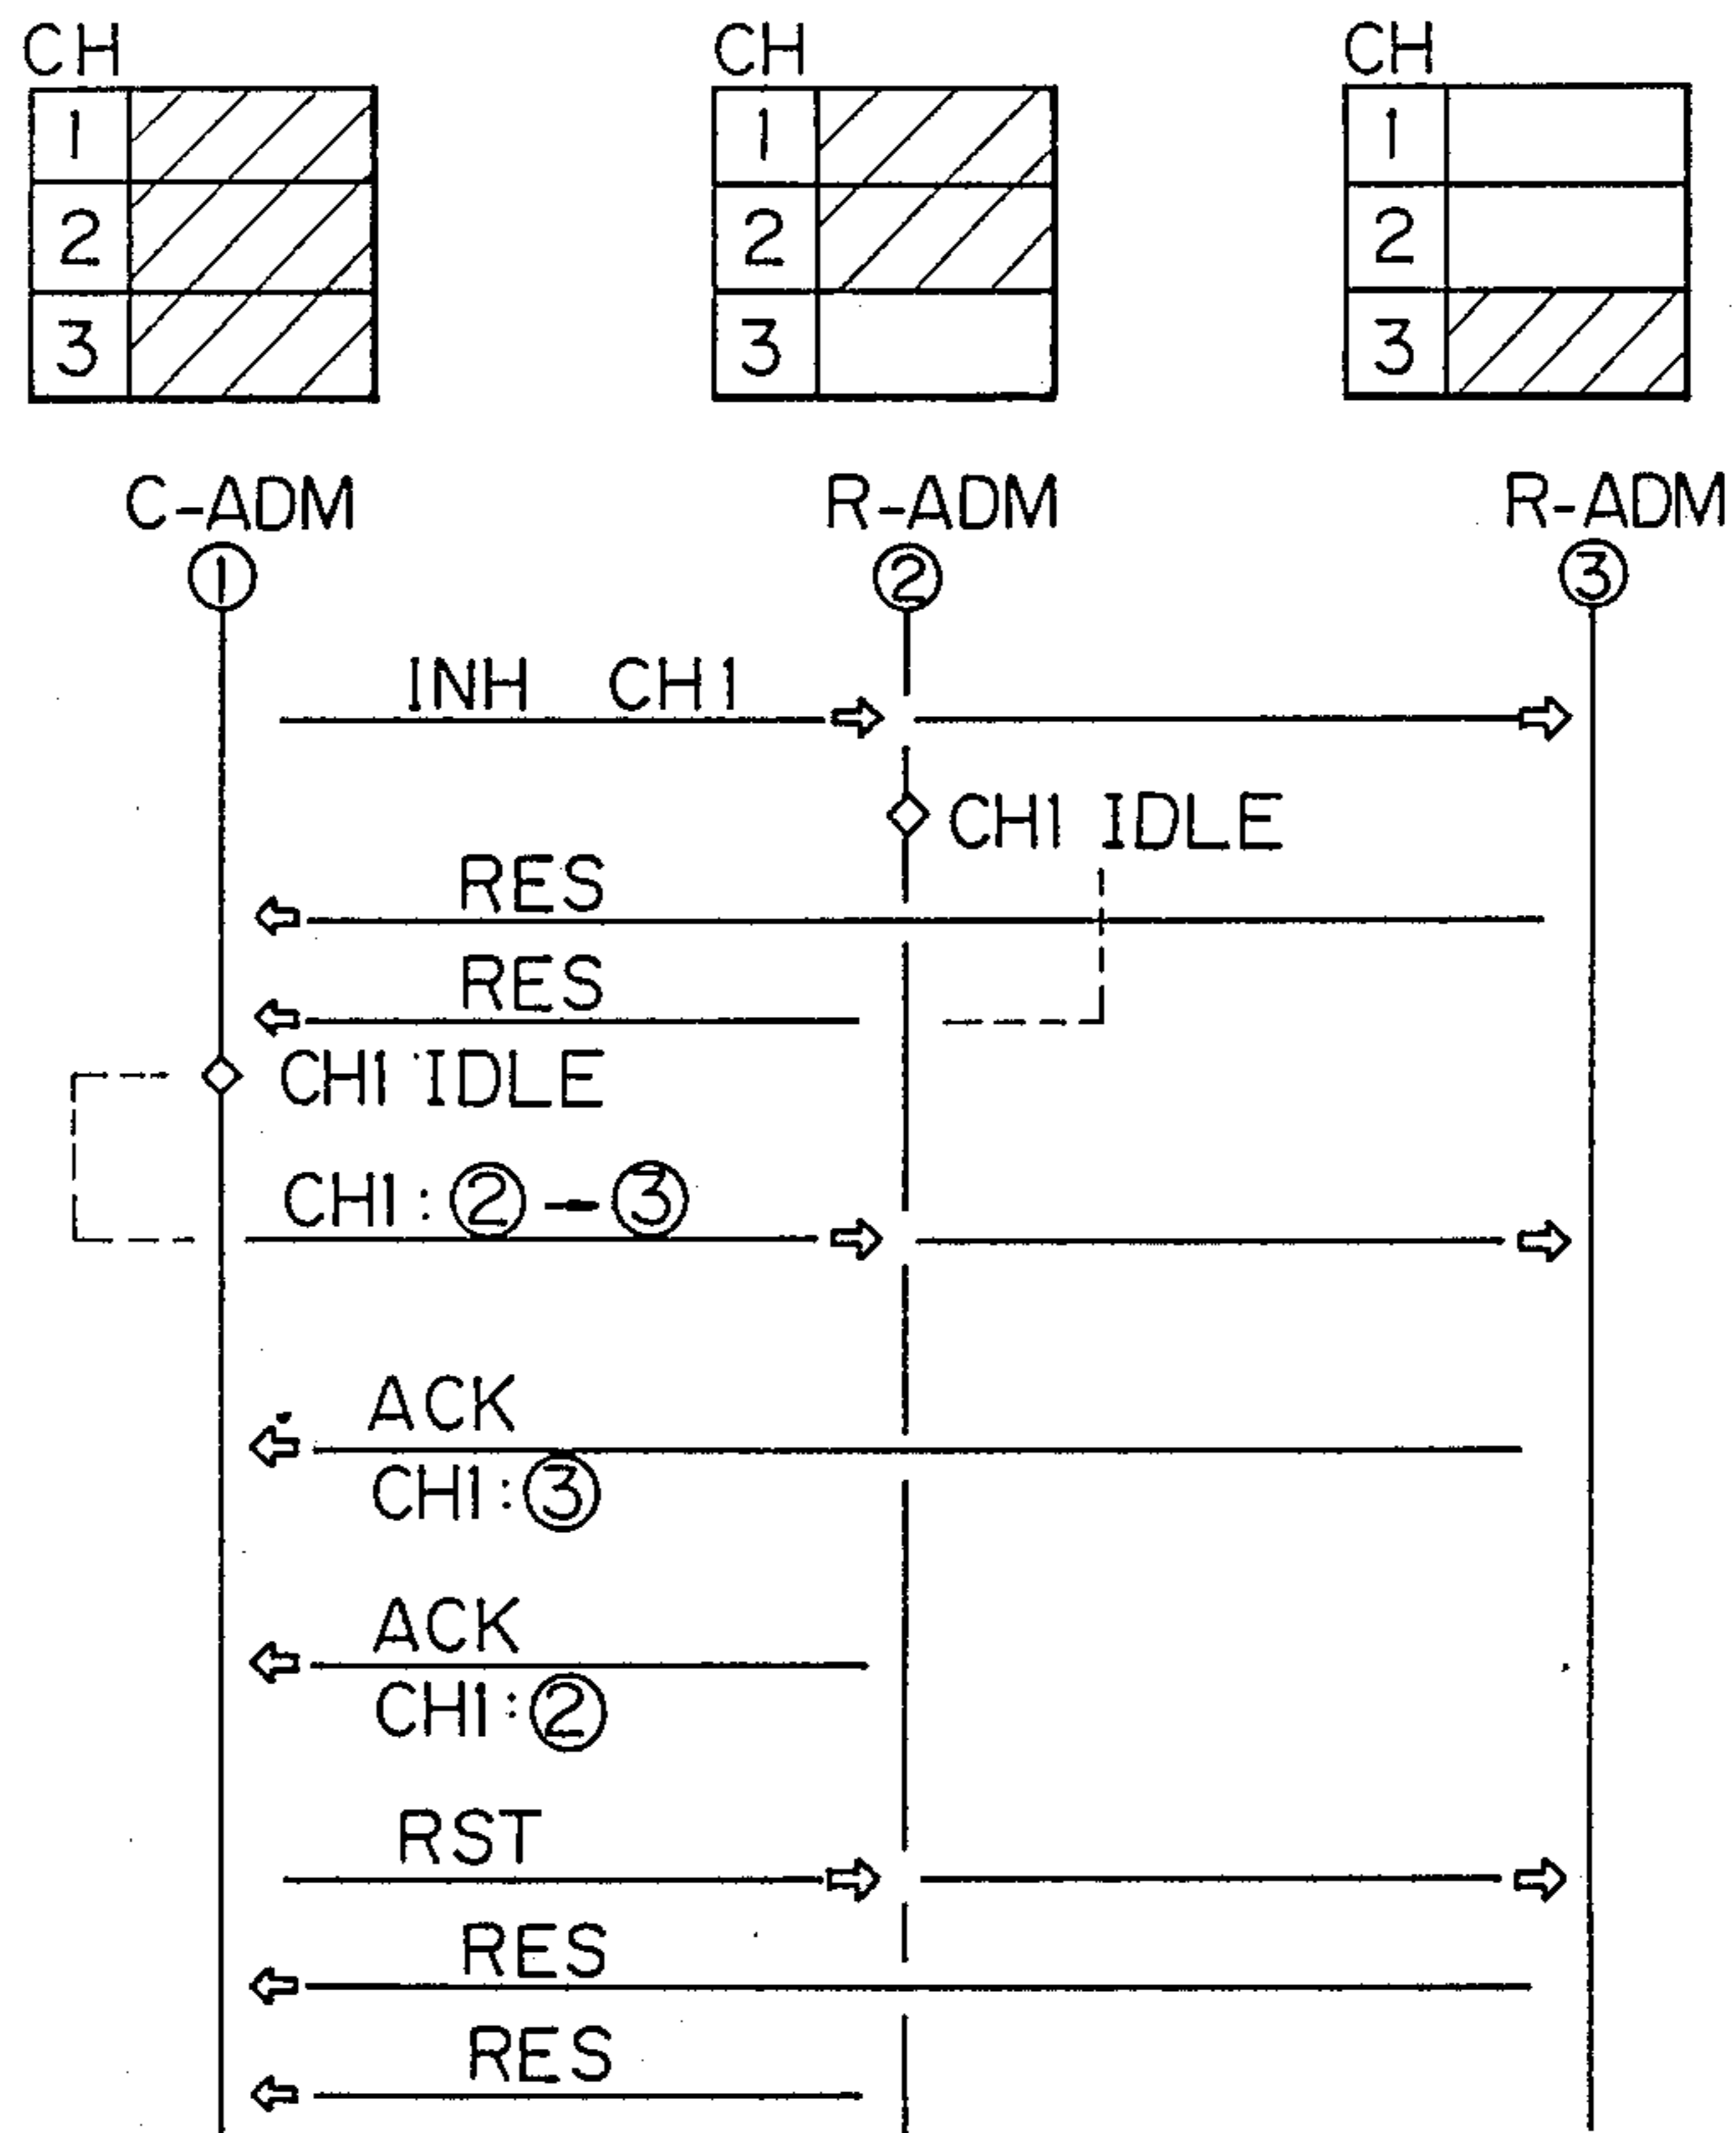 CH CH CH
1 1 1
2 2 2
3 3 3
C-ADM R-ADM R-ADM
① ② ③
INH CH1
CH1 IDLE
RES
RES
CH1 IDLE
CH1:②-③
ACK
CH1:③
ACK
CH1:②
RST
RES
RES